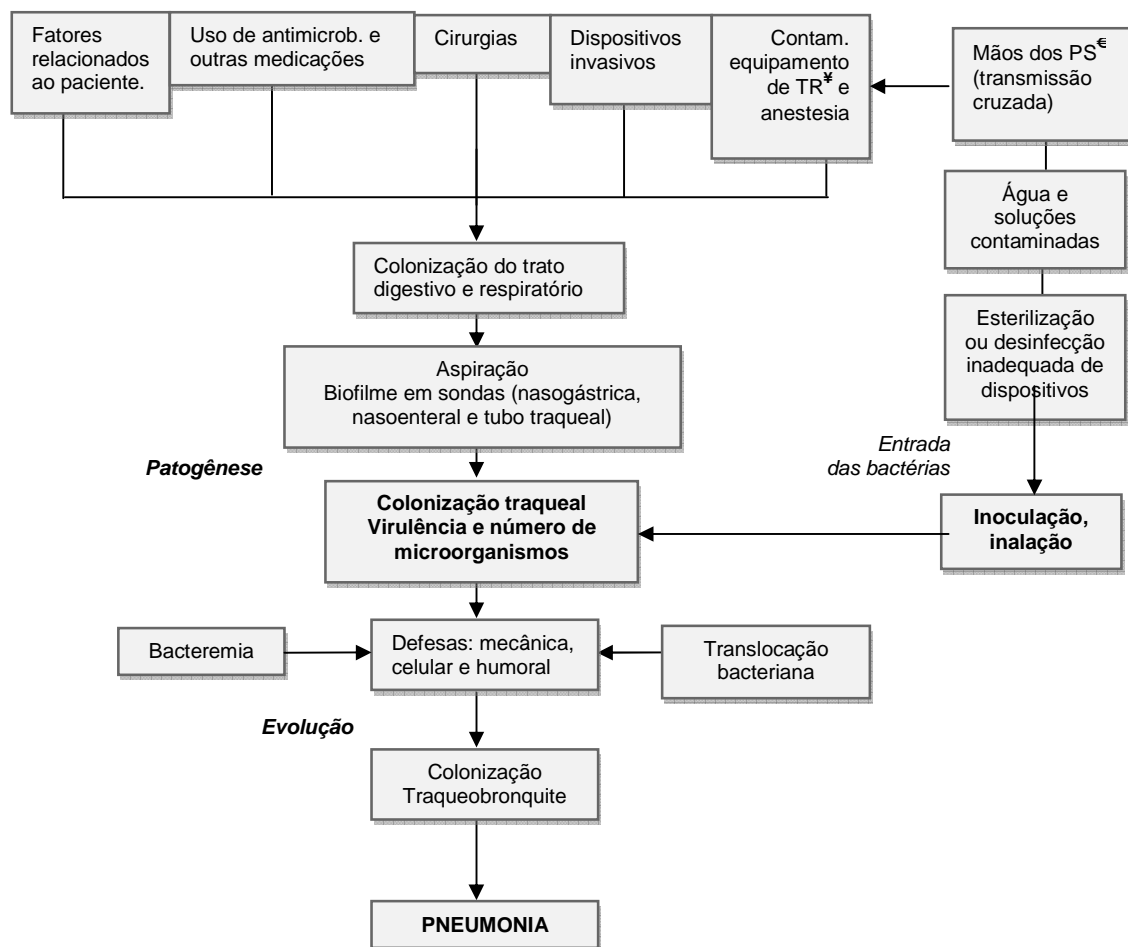 Fatores
relacionados
ao paciente.
Uso de antimicrob. e
outras medicações
Cirurgias
Dispositivos
invasivos
Contam.
equipamento
de TR¥ e
anestesia
Mãos dos PS€
(transmissão
cruzada)
Água e
soluções
contaminadas
Colonização do trato
digestivo e respiratório
Esterilização
ou desinfecção
inadequada de
dispositivos
Aspiração
Biofilme em sondas (nasogástrica,
nasoenteral e tubo traqueal)
Patogênese
Entrada
das bactérias
Colonização traqueal
Virulência e número de
microorganismos
Inoculação,
inalação
Bacteremia
Defesas: mecânica,
celular e humoral
Translocação
bacteriana
Evolução
Colonização
Traqueobronquite
PNEUMONIA